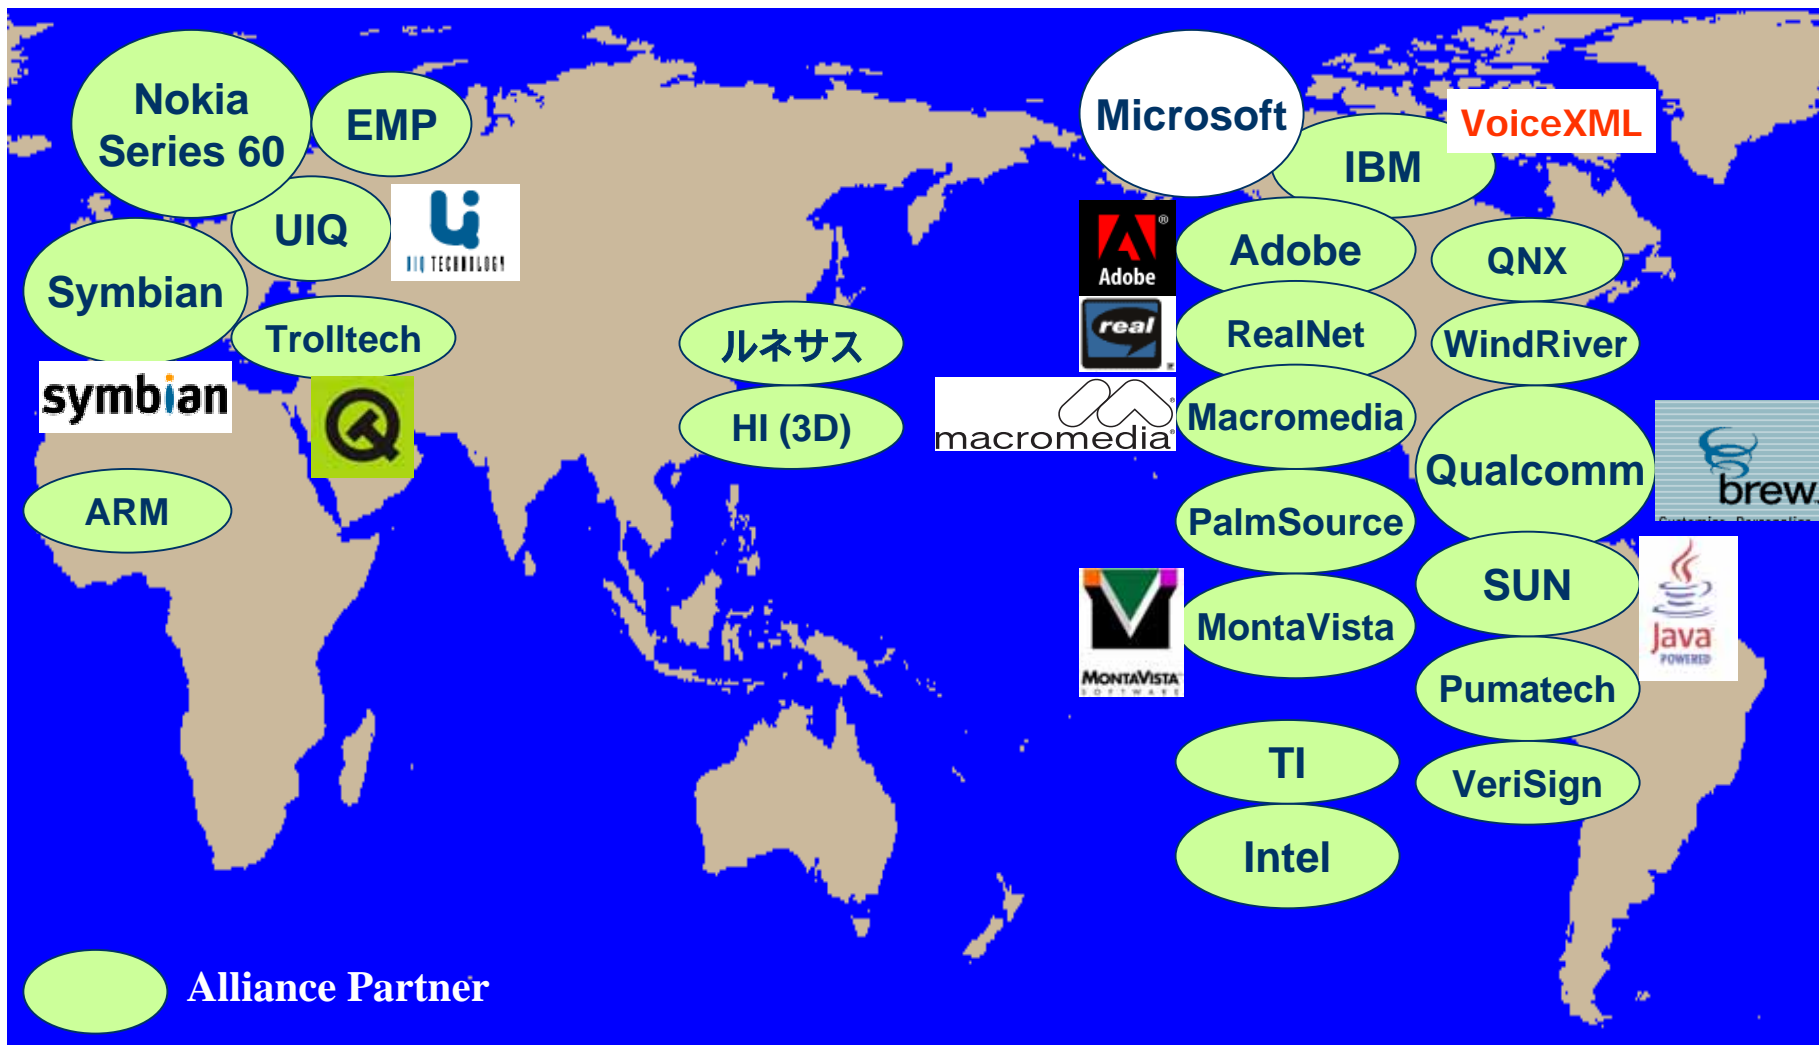 Nokia
Series 60
EMP
UIQ
UIQ TECHNOLOGY
Symbian
symbian
Trolltech
ARM
ルネサス
HI (3D)
Microsoft
VoiceXML
IBM
Adobe
Adobe
QNX
real
RealNet
WindRiver
macromedia
Macromedia
Qualcomm
brew
PalmSource
SUN
Java
POWERED
MontaVista
MONTAVISTA
SOFTWARE
Pumatech
TI
VeriSign
Intel
Alliance Partner